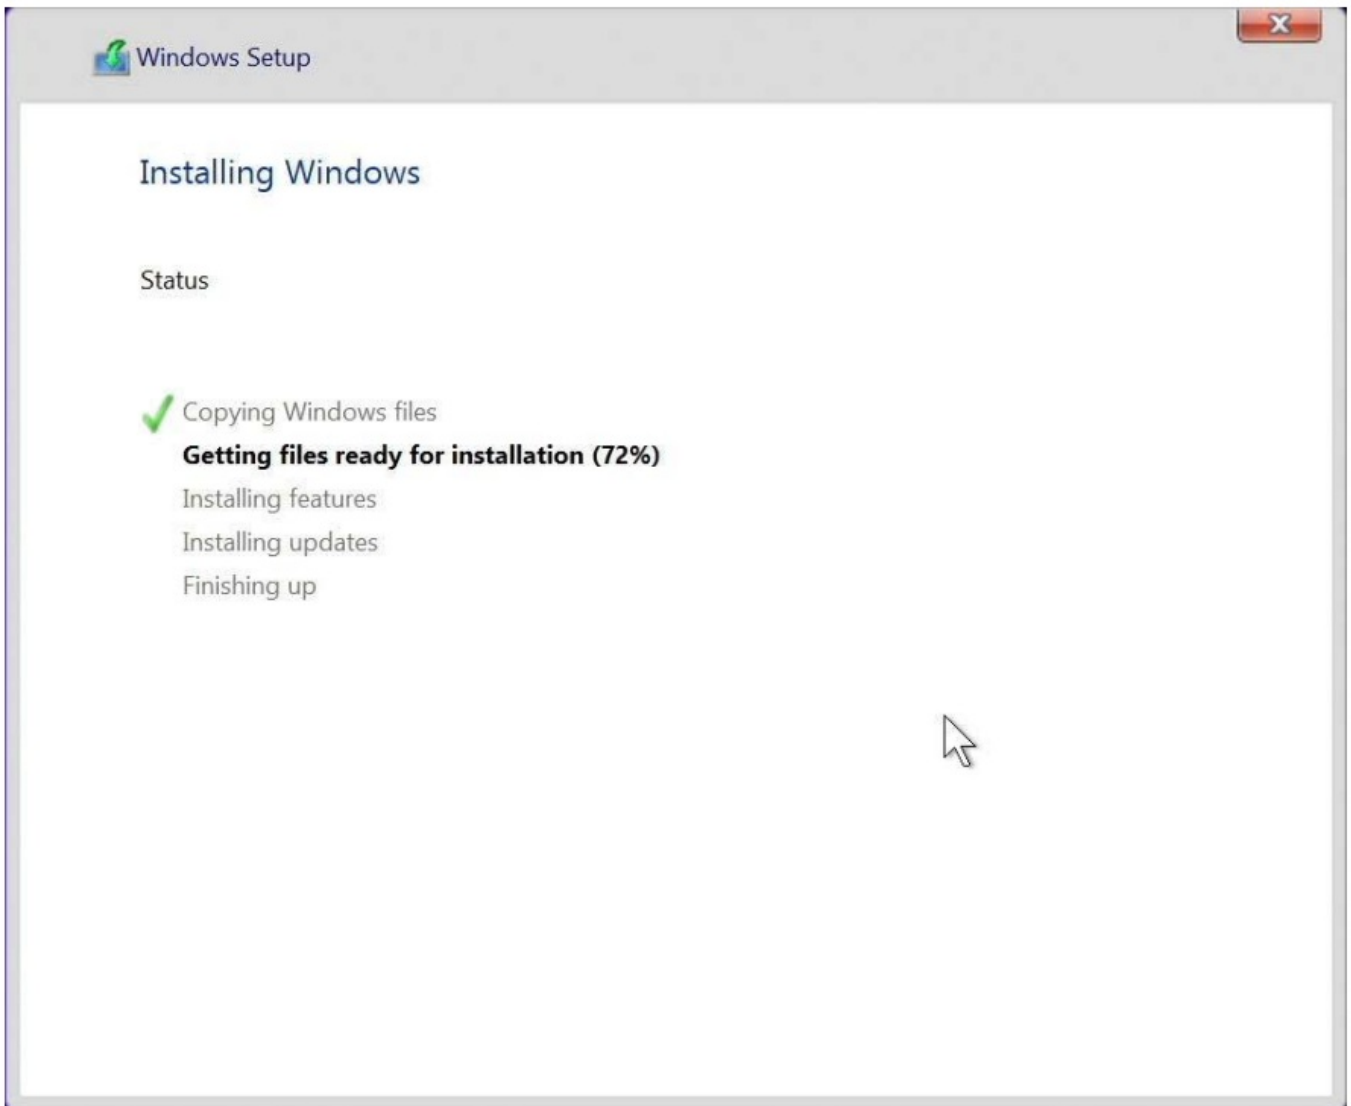 Windows Setup
Installing Windows
Status
Copying Windows files
Getting files ready for installation (72%)
Installing features
Installing updates
Finishing up